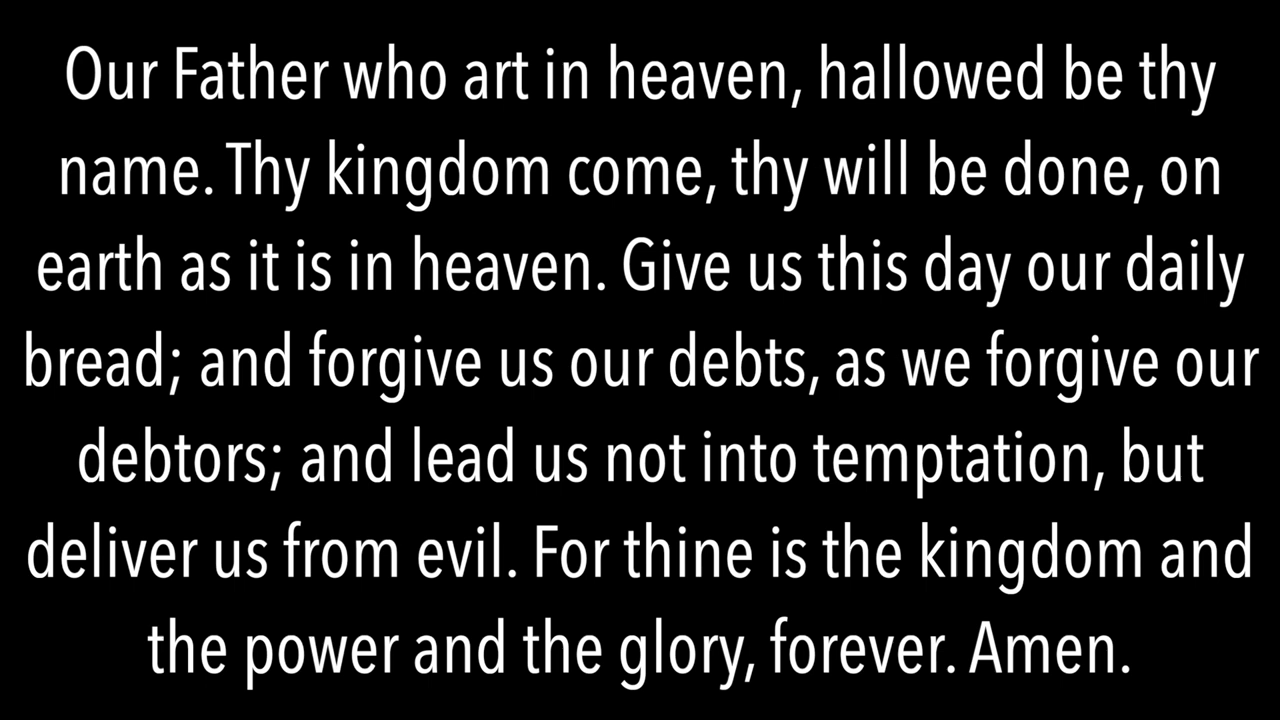 Our Father who art in heaven, hallowed be thy
name. Thy kingdom come, thy will be done, on
earth as it is in heaven. Give us this day our daily
bread; and forgive us our debts, as we forgive our
debtors; and lead us not into temptation, but
deliver us from evil. For thine is the kingdom and
the power and the glory, forever. Amen.